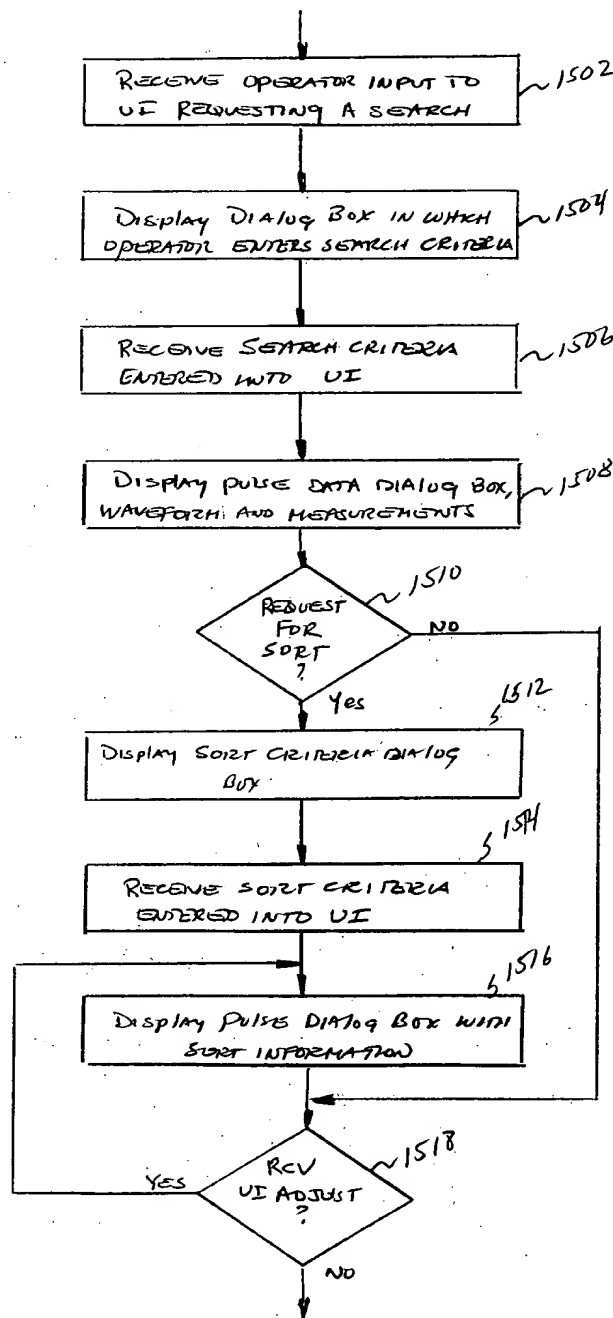 RECEIVE OPERATOR INPUT TO
UI REQUESTING A SEARCH
1502
DISPLAY DIALOG BOX IN WHICH
OPERATOR ENTERS SEARCH CRITERIA
1504
RECEIVE SEARCH CRITERIA
ENTERED INTO UI
1506
DISPLAY PULSE DATA DIALOG BOX,
WAVEFORM AND MEASUREMENTS
1508
1510
REQUEST
FOR
SORT
?
NO
Yes
1512
DISPLAY SORT CRITERIA DIALOG
BOX
1514
RECEIVE SORT CRITERIA
ENTERED INTO UI
1516
DISPLAY PULSE DIALOG BOX WITH
SORT INFORMATION
1518
RCV
UI ADJUST
?
YES
NO